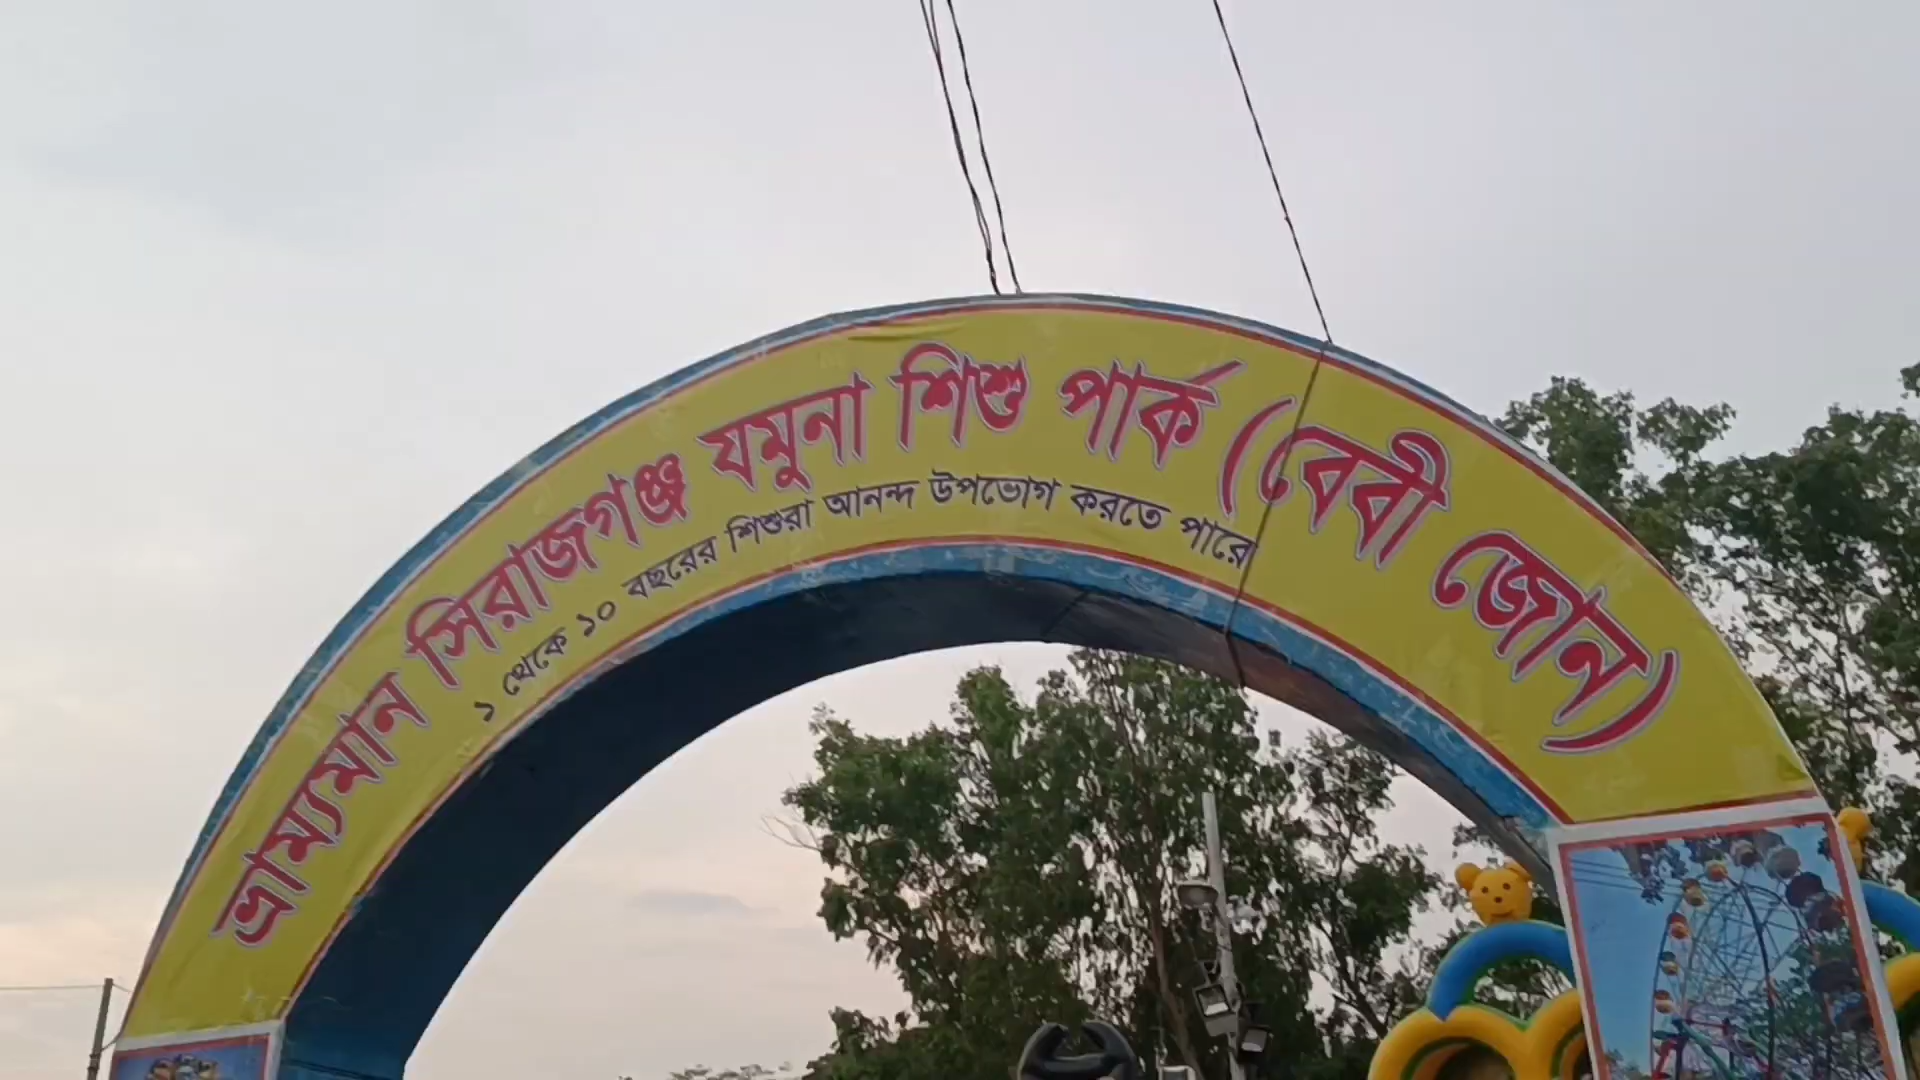 ভ্রাম্যমান সিরাজগঞ্জ যমুনা শিশু পার্ক (বেবী জোন)
১ থেকে ১০ বছরের শিশুরা আনন্দ উপভোগ করতে পারে